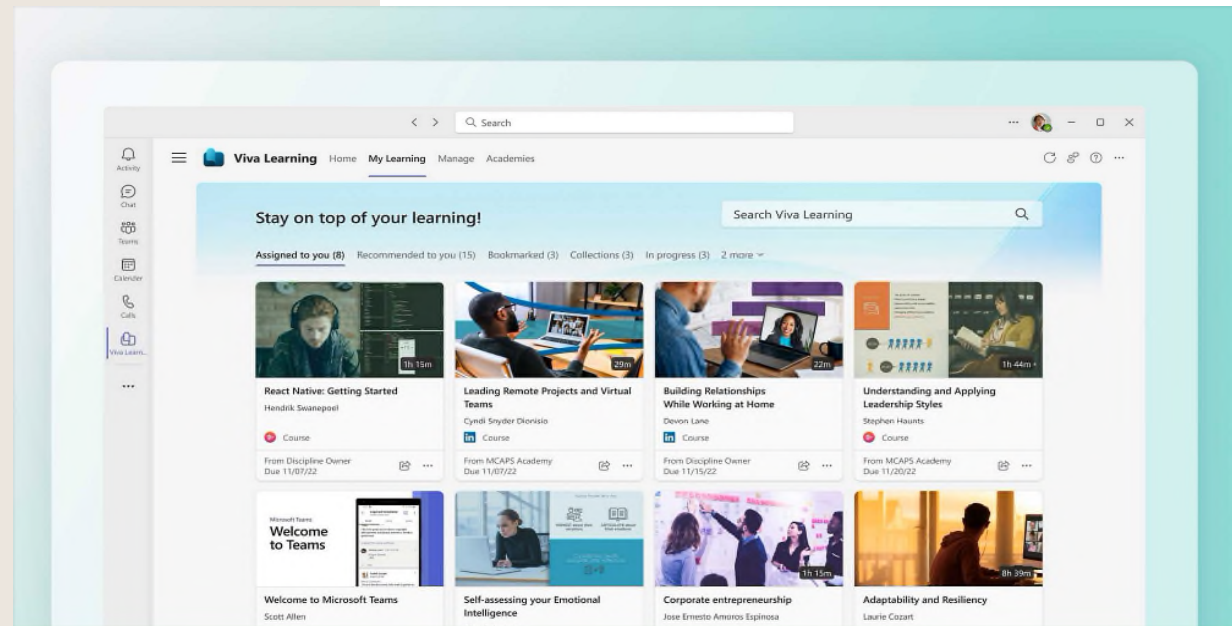 Search
Activity
Chat
Teams
Calender
Calls
Viva Learn...
Viva Learning
Home
My Learning
Manage
Academies
Stay on top of your learning!
Search Viva Learning
Assigned to you (8)
Recommended to you (15)
Bookmarked (3)
Collections (3)
In progress (3)
2 more
1h 15m
React Native: Getting Started
Hendrik Swanepoel
Course
From Discipline Owner
Due 11/07/22
29m
Leading Remote Projects and Virtual
Teams
Cyndi Snyder Dionisio
in Course
From MCAPS Academy
Due 11/07/22
22m
Building Relationships
While Working at Home
Devon Lane
in Course
From Discipline Owner
Due 11/15/22
1h 44m
Understanding and Applying
Leadership Styles
Stephen Haunts
Course
From MCAPS Academy
Due 11/20/22
Microsoft Teams
Welcome
to Teams
Welcome to Microsoft Teams
Scott Allen
Self-assessing your Emotional
Intelligence
1h 15m
Corporate entrepreneurship
Jose Ernesto Amoros Espinosa
8h 39m
Adaptability and Resiliency
Laurie Cozart